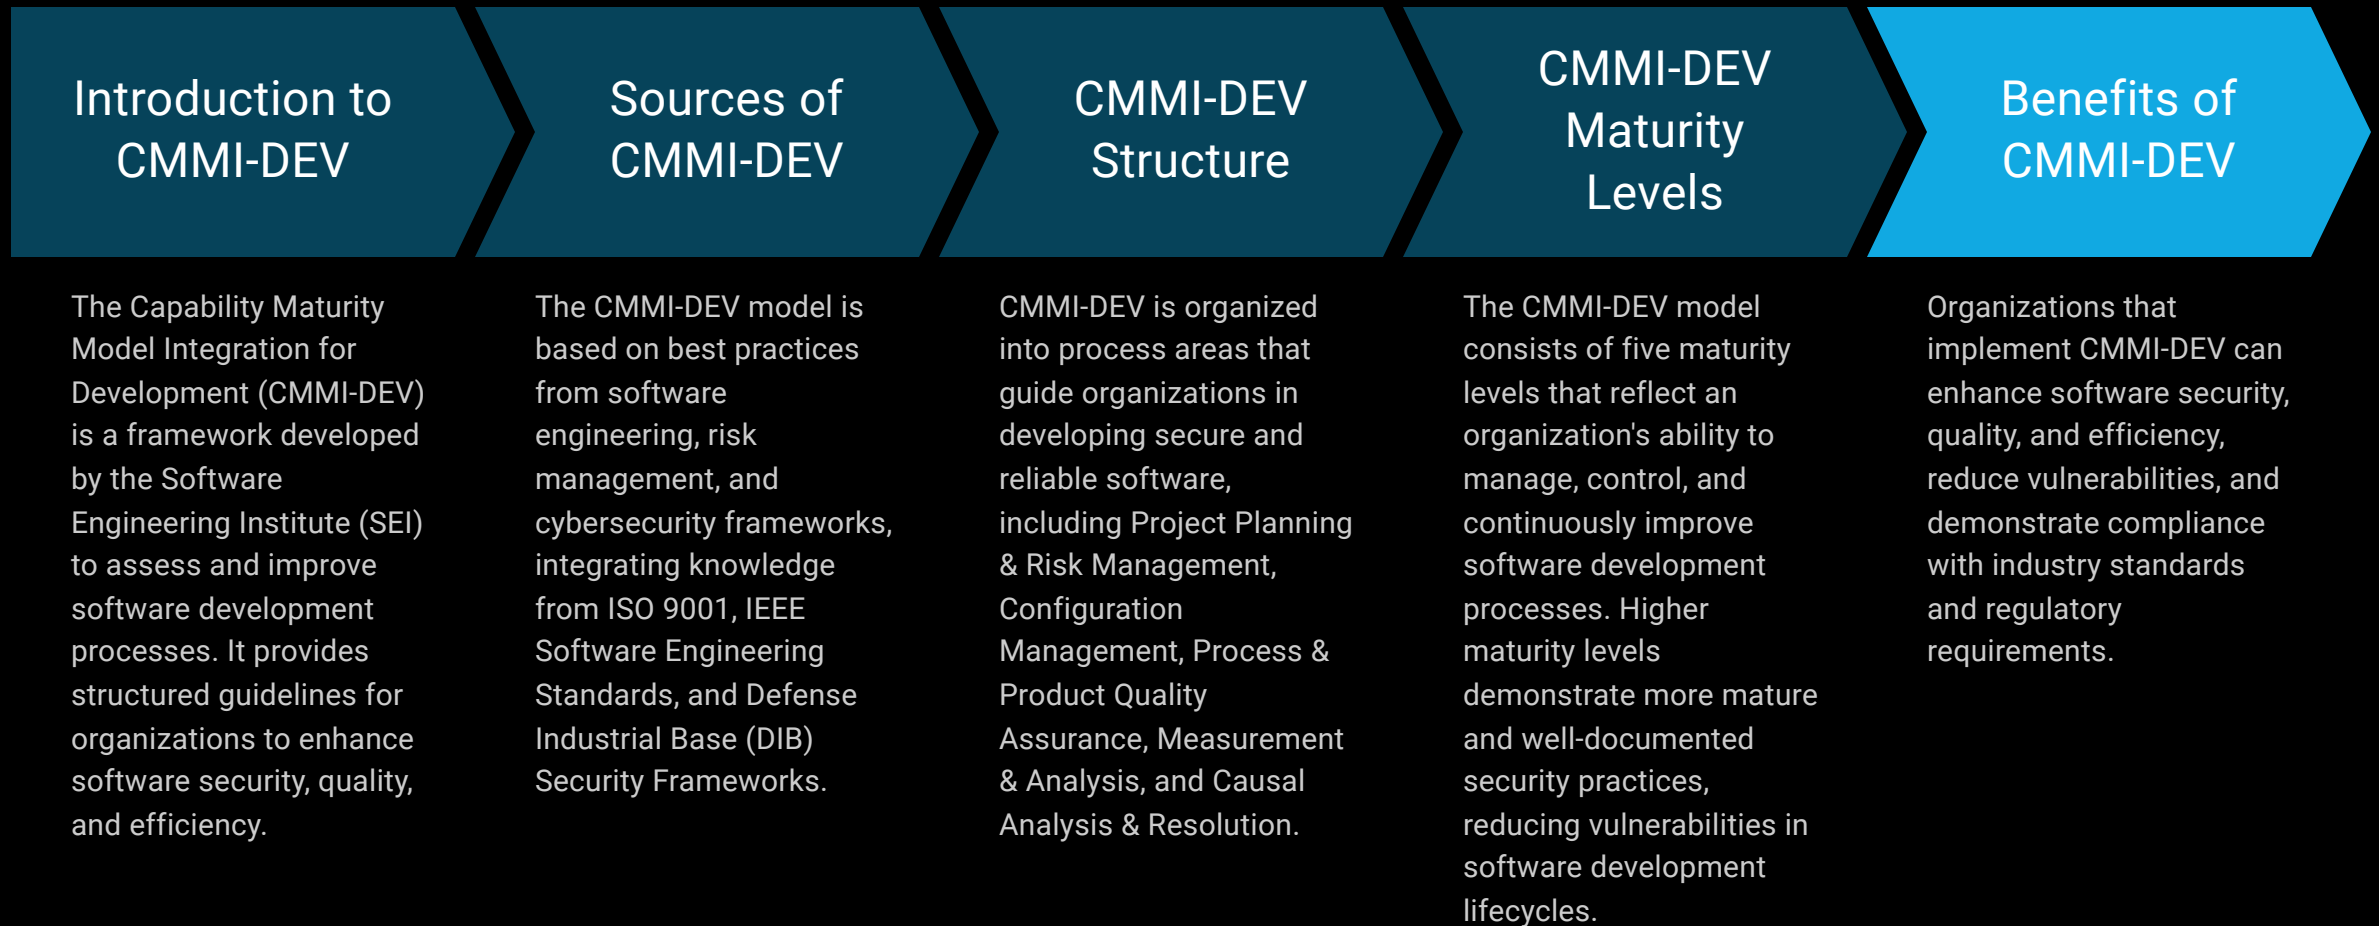 Introduction to
CMMI-DEV
The Capability Maturity
Model Integration for
Development (CMMI-DEV)
is a framework developed
by the Software
Engineering Institute (SEI)
to assess and improve
software development
processes. It provides
structured guidelines for
organizations to enhance
software security, quality,
and efficiency.
Sources of
CMMI-DEV
The CMMI-DEV model is
based on best practices
from software
engineering, risk
management, and
cybersecurity frameworks,
integrating knowledge
from ISO 9001, IEEE
Software Engineering
Standards, and Defense
Industrial Base (DIB)
Security Frameworks.
CMMI-DEV
Structure
CMMI-DEV is organized
into process areas that
guide organizations in
developing secure and
reliable software,
including Project Planning
& Risk Management,
Configuration
Management, Process &
Product Quality
Assurance, Measurement
& Analysis, and Causal
Analysis & Resolution.
CMMI-DEV
Maturity
Levels
The CMMI-DEV model
consists of five maturity
levels that reflect an
organization's ability to
manage, control, and
continuously improve
software development
processes. Higher
maturity levels
demonstrate more mature
and well-documented
security practices,
reducing vulnerabilities in
software development
lifecycles.
Benefits of
CMMI-DEV
Organizations that
implement CMMI-DEV can
enhance software security,
quality, and efficiency,
reduce vulnerabilities, and
demonstrate compliance
with industry standards
and regulatory
requirements.